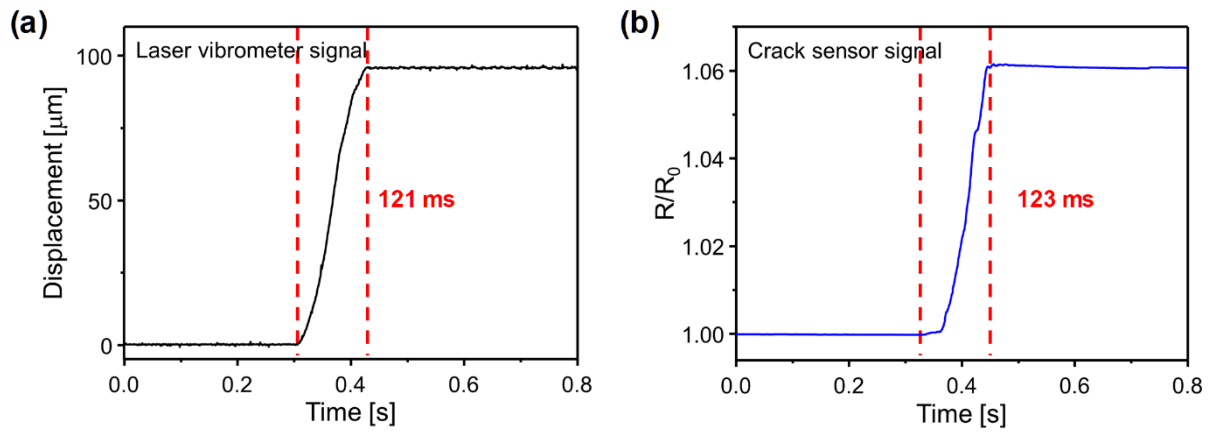 (a)
Laser vibrometer signal
100
50
0
Displacement [μm]
121 ms
0.0 0.2 0.4 0.6 0.8
Time [s]
(b)
Crack sensor signal
1.06
1.04
1.02
1.00
R/R₀
123 ms
0.0 0.2 0.4 0.6 0.8
Time [s]